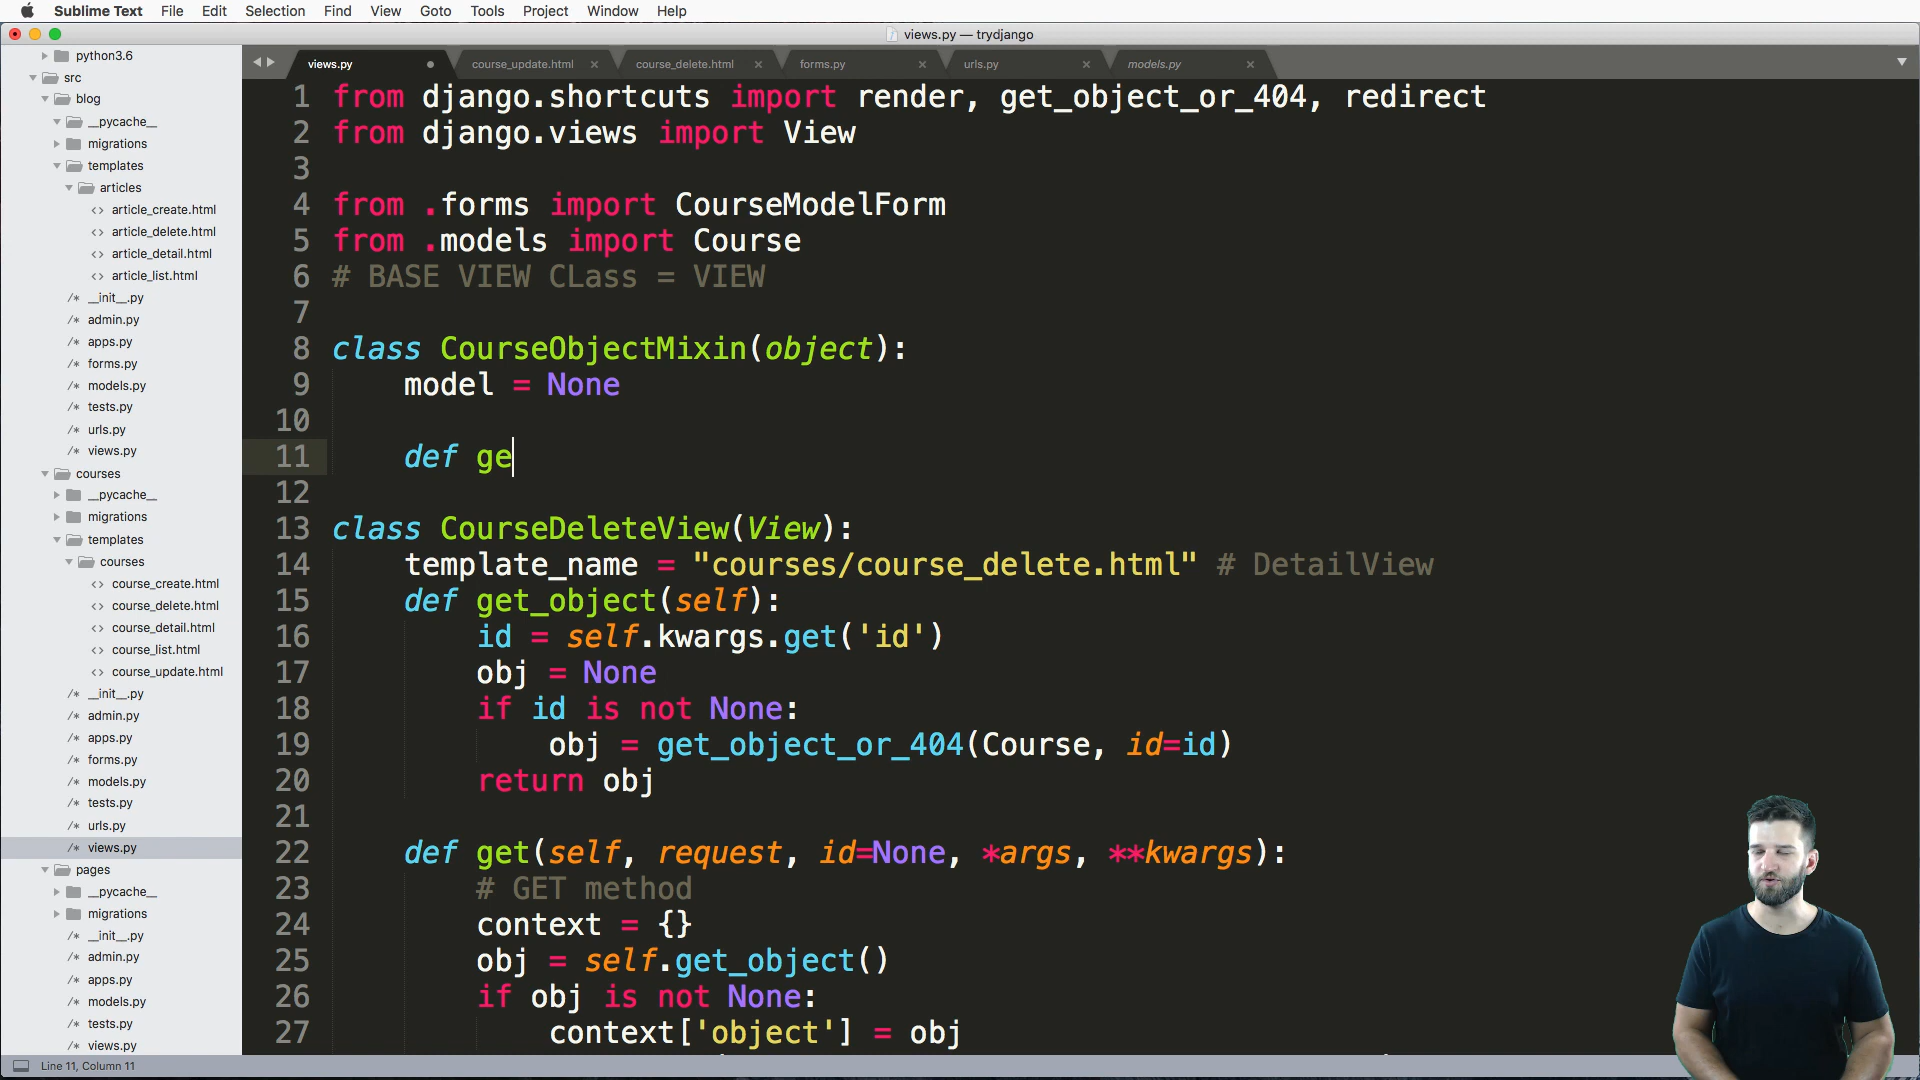 Sublime Text File Edit Selection Find View Goto Tools Project Window Help
views.py — trydjango
python3.6
src
blog
__pycache__
migrations
templates
articles
article_create.html
article_delete.html
article_detail.html
article_list.html
__init__.py
admin.py
apps.py
forms.py
models.py
tests.py
urls.py
views.py
courses
__pycache__
migrations
templates
courses
course_create.html
course_delete.html
course_detail.html
course_list.html
course_update.html
__init__.py
admin.py
apps.py
forms.py
models.py
tests.py
urls.py
views.py
pages
__pycache__
migrations
__init__.py
admin.py
apps.py
models.py
tests.py
views.py
views.py course_update.html course_delete.html forms.py urls.py models.py
1 from django.shortcuts import render, get_object_or_404, redirect
2 from django.views import View
3
4 from .forms import CourseModelForm
5 from .models import Course
6 # BASE VIEW CLass = VIEW
7
8 class CourseObjectMixin(object):
9 model = None
10
11 def ge
12
13 class CourseDeleteView(View):
14 template_name = "courses/course_delete.html" # DetailView
15 def get_object(self):
16 id = self.kwargs.get('id')
17 obj = None
18 if id is not None:
19 obj = get_object_or_404(Course, id=id)
20 return obj
21
22 def get(self, request, id=None, *args, **kwargs):
23 # GET method
24 context = {}
25 obj = self.get_object()
26 if obj is not None:
27 context['object'] = obj
Line 11, Column 11